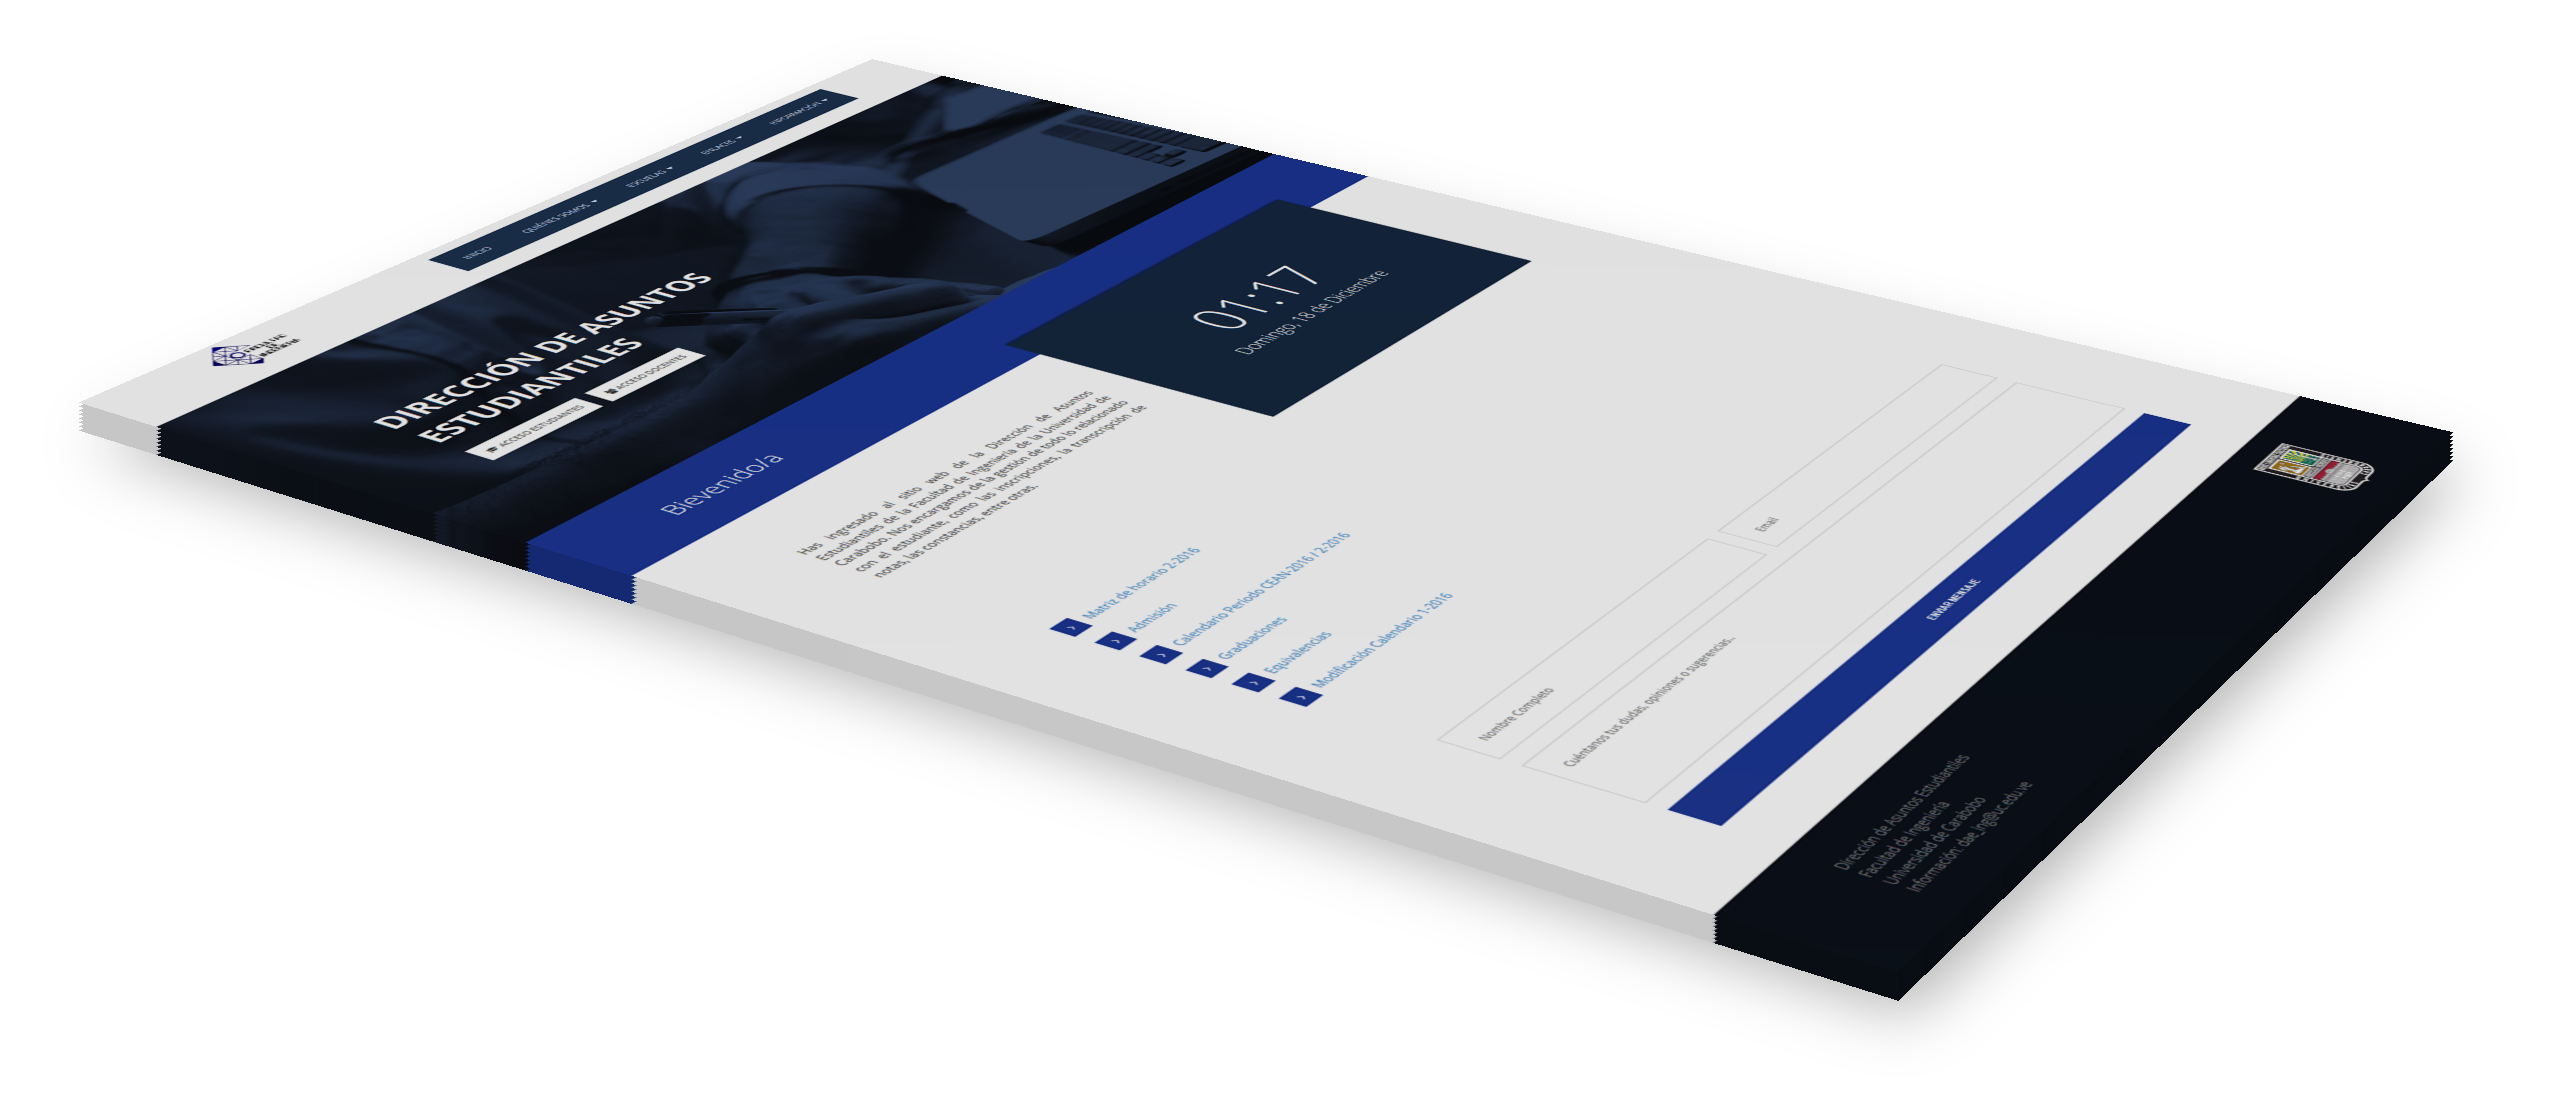 INICIO
QUIÉNES SOMOS
ESCUELAS
ENLACES
INFORMACIÓN
FACULTAD
DE
INGENIERÍA
DIRECCIÓN DE ASUNTOS
ESTUDIANTILES
ACCESO ESTUDIANTES
ACCESO DOCENTES
Bievenido/a
01:17
Domingo, 18 de Diciembre
Has ingresado al sitio web de la Dirección de Asuntos
Estudiantiles de la Facultad de Ingeniería de la Universidad de
Carabobo. Nos encargamos de la gestión de todo lo relacionado
con el estudiante, como las inscripciones, la transcripción de
notas, las constancias, entre otras.
Matriz de horario 2-2016
Admisión
Calendario Período CEAN-2016 / 2-2016
Graduaciones
Equivalencias
Modificación Calendario 1-2016
Nombre Completo
Email
Cuéntanos tus dudas, opiniones o sugerencias..
ENVIAR MENSAJE
Dirección de Asuntos Estudiantiles
Facultad de Ingeniería
Universidad de Carabobo
Información: dae_ing@uc.edu.ve